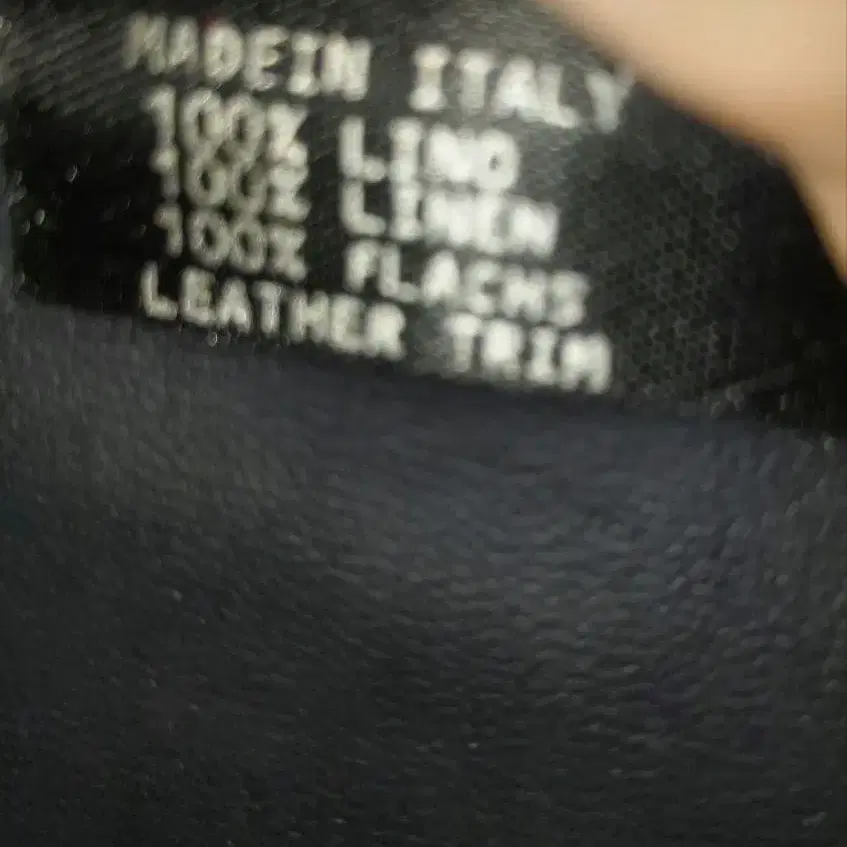 MADEIN ITALY
100% LINO
100% LINEN
100% FLACHS
LEATHER TRIM